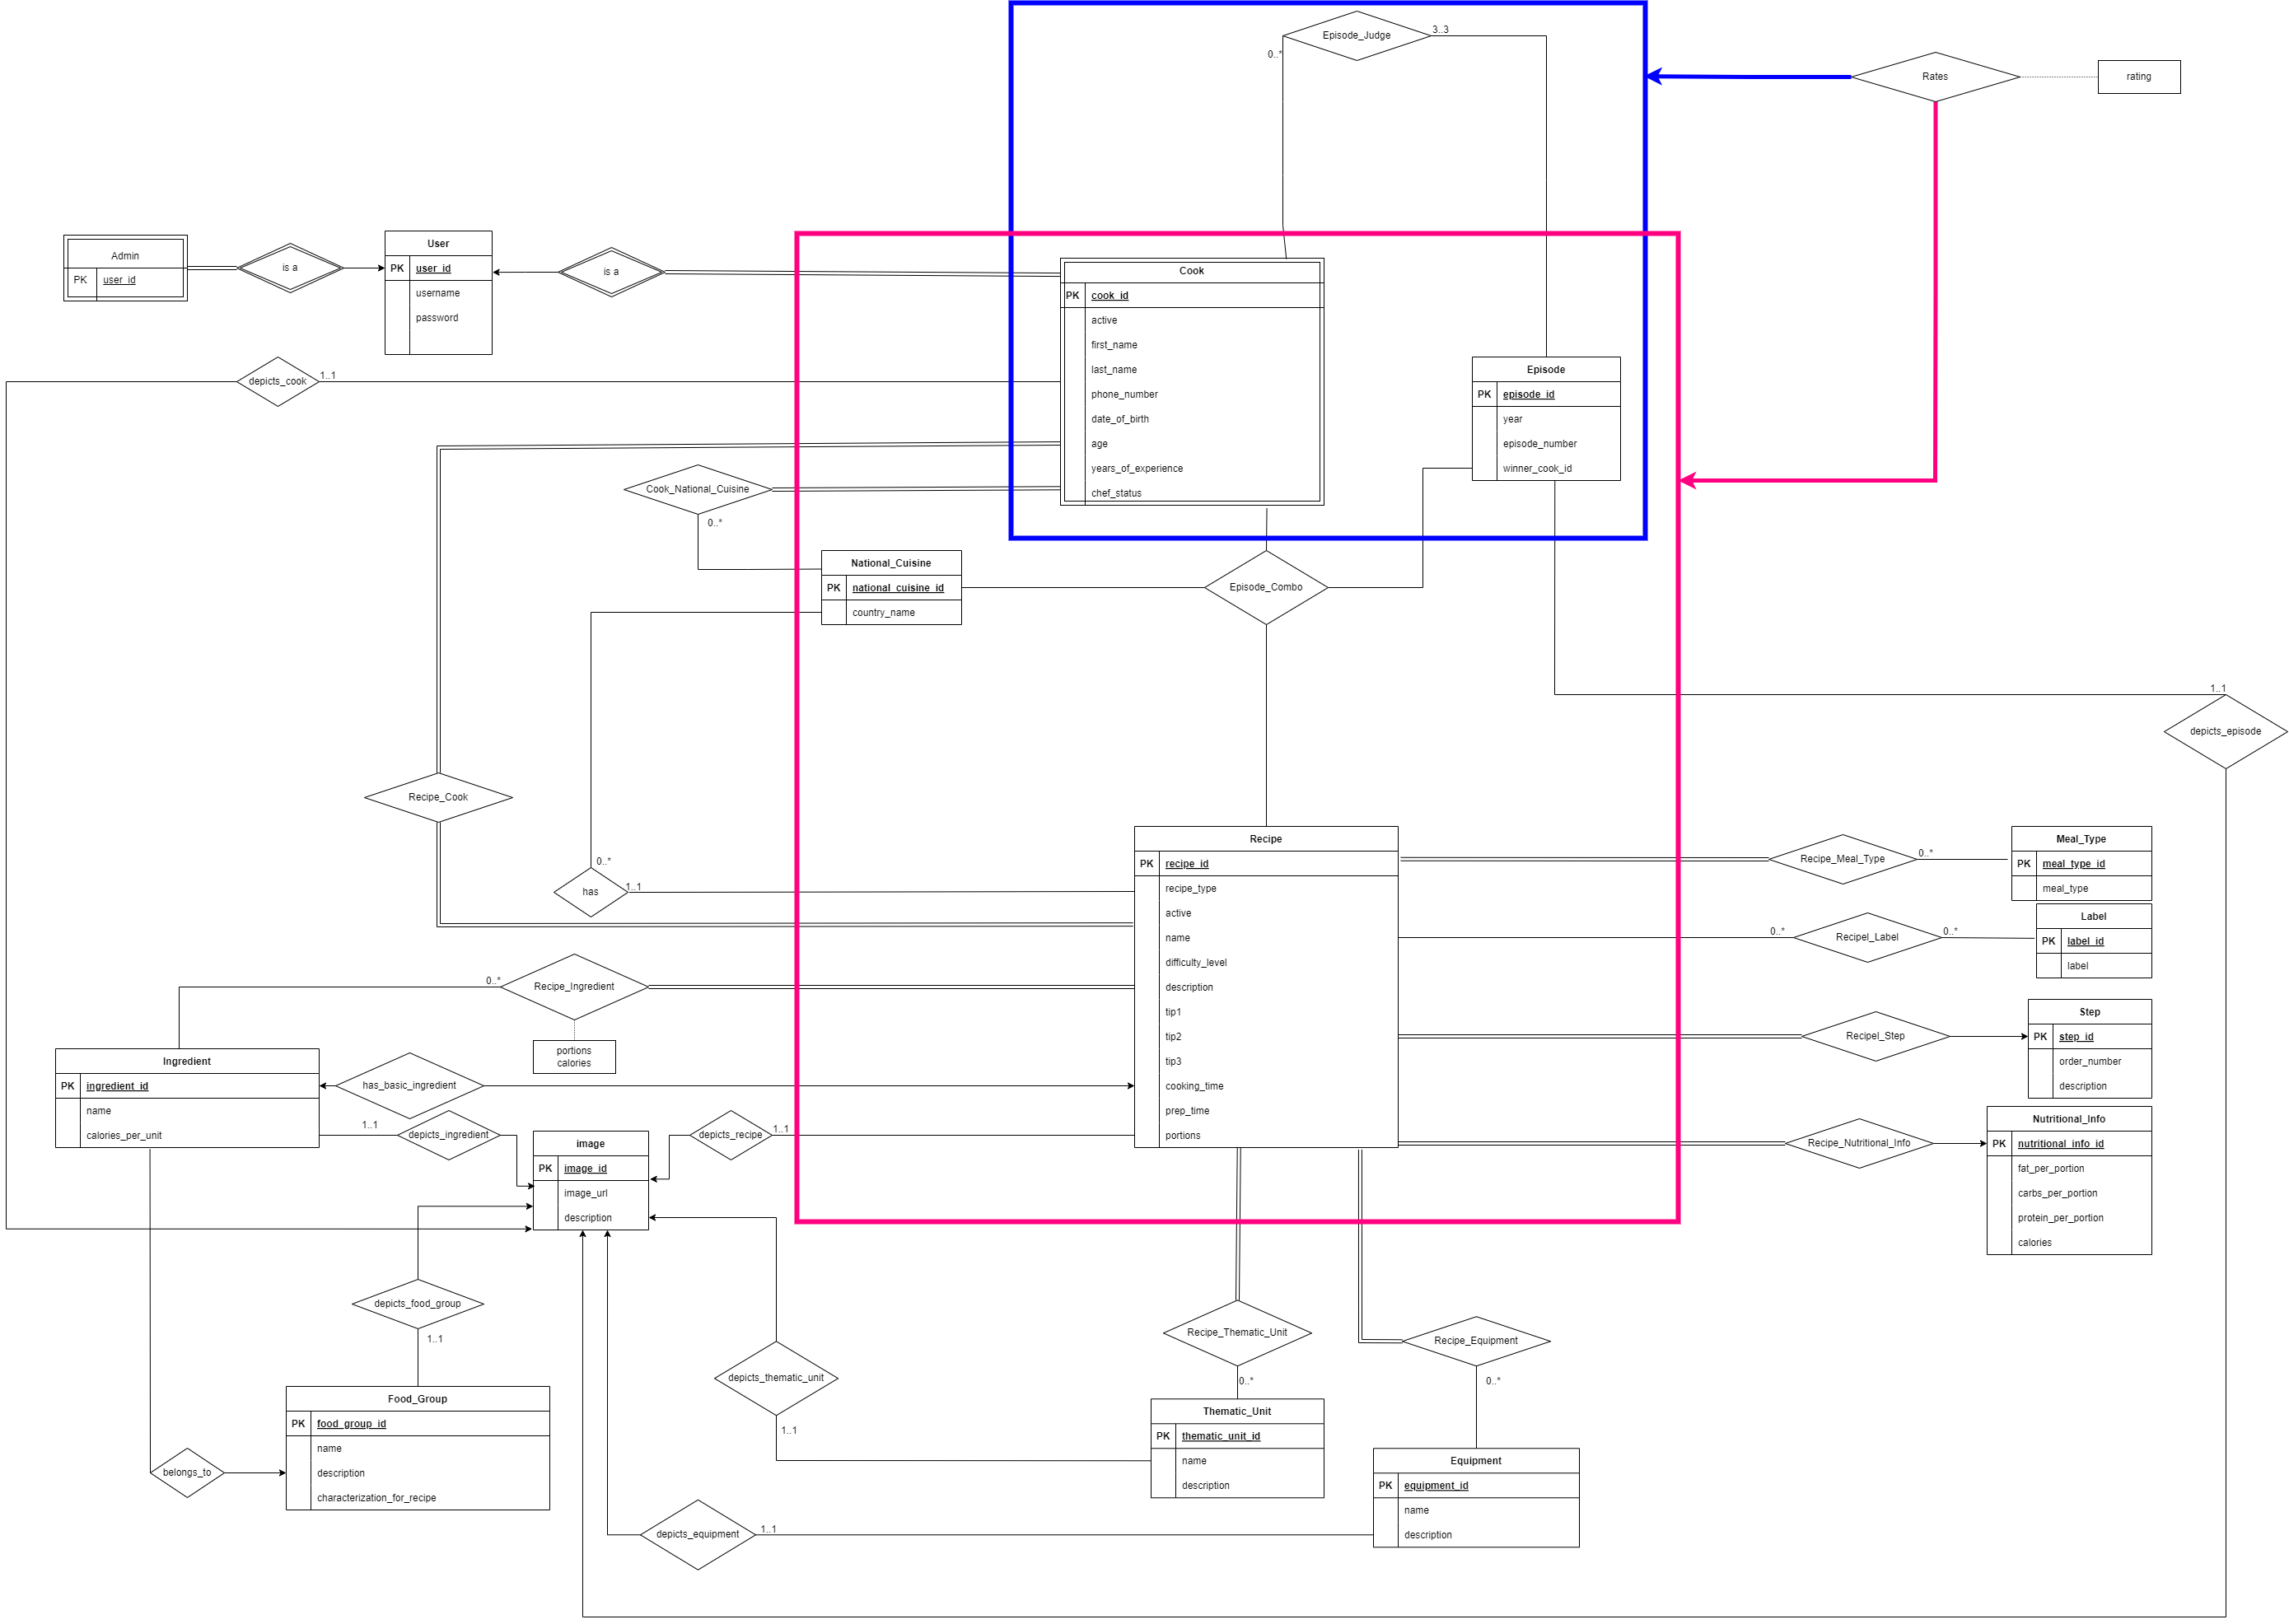 Episode_Judge
3..3
0..*
Rates
rating
Admin
PK user_id
is a
User
PK user_id
username
password
is a
Cook
PK cook_id
active
first_name
last_name
phone_number
date_of_birth
age
years_of_experience
chef_status
depicts_cook
1..1
Episode
PK episode_id
year
episode_number
winner_cook_id
Cook_National_Cuisine
0..*
National_Cuisine
PK national_cuisine_id
country_name
Episode_Combo
1..1
depicts_episode
Recipe_Cook
0..*
has
1..1
Recipe
PK recipe_id
recipe_type
active
name
difficulty_level
description
tip1
tip2
tip3
cooking_time
prep_time
portions
Recipe_Meal_Type
0..*
Meal_Type
PK meal_type_id
meal_type
0..*
Recipel_Label
0..*
Label
PK label_id
label
Recipel_Step
Step
PK step_id
order_number
description
Recipe_Nutritional_Info
Nutritional_Info
PK nutritional_info_id
fat_per_portion
carbs_per_portion
protein_per_portion
calories
0..*
Recipe_Ingredient
portions
calories
Ingredient
PK ingredient_id
name
calories_per_unit
has_basic_ingredient
1..1
depicts_ingredient
image
PK image_id
image_url
description
depicts_recipe
1..1
depicts_food_group
1..1
Food_Group
PK food_group_id
name
description
characterization_for_recipe
belongs_to
depicts_thematic_unit
1..1
Recipe_Thematic_Unit
0..*
Thematic_Unit
PK thematic_unit_id
name
description
Recipe_Equipment
0..*
Equipment
PK equipment_id
name
description
depicts_equipment
1..1